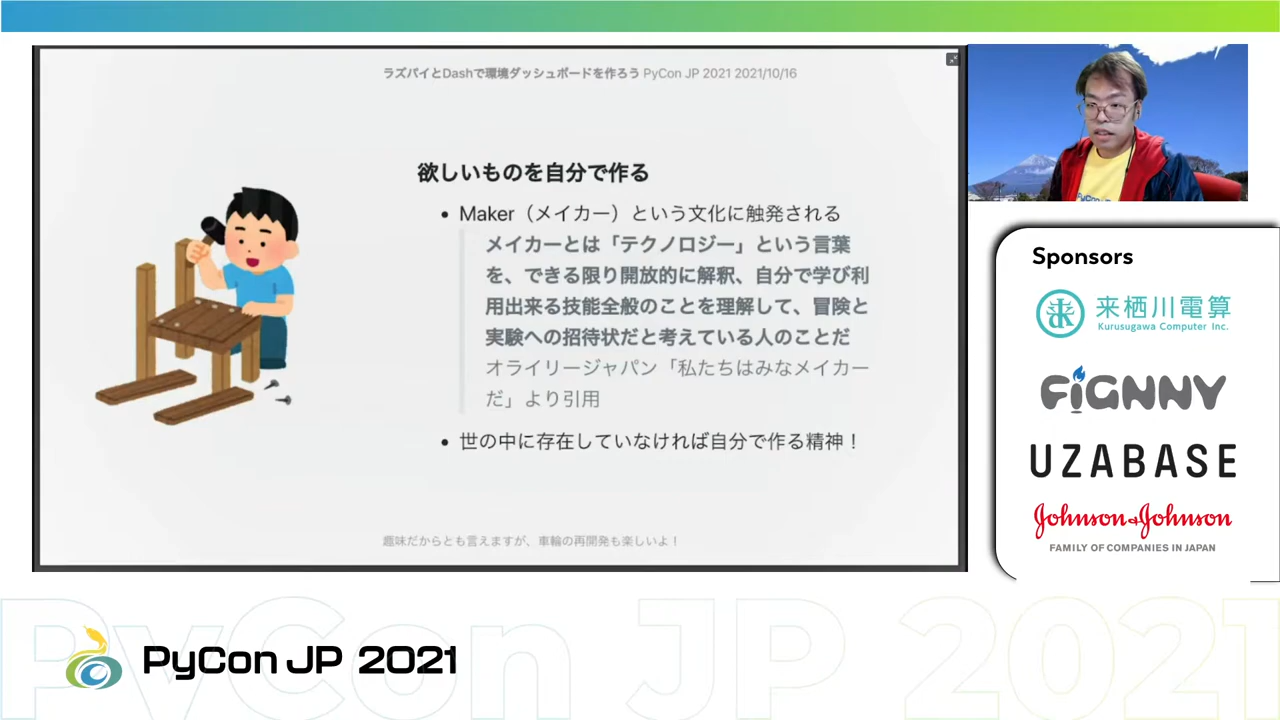 ラズパイとDashで環境ダッシュボードを作ろう PyCon JP 2021 2021/10/16
欲しいものを自分で作る
• Maker（メイカー）という文化に触発される
メイカーとは「テクノロジー」という言葉
を、できる限り開放的に解釈、自分で学び利
用出来る技能全般のことを理解して、冒険と
実験への招待状だと考えている人のことだ
オライリージャパン「私たちはみなメイカー
だ」より引用
• 世の中に存在していなければ自分で作る精神！
趣味だからとも言えますが、車輪の再開発も楽しいよ！
Sponsors
来栖川電算
Kurusugawa Computer Inc.
FiGNNY
UZABASE
Johnson&Johnson
FAMILY OF COMPANIES IN JAPAN
PyCon JP 2021
PyCon JP 2021